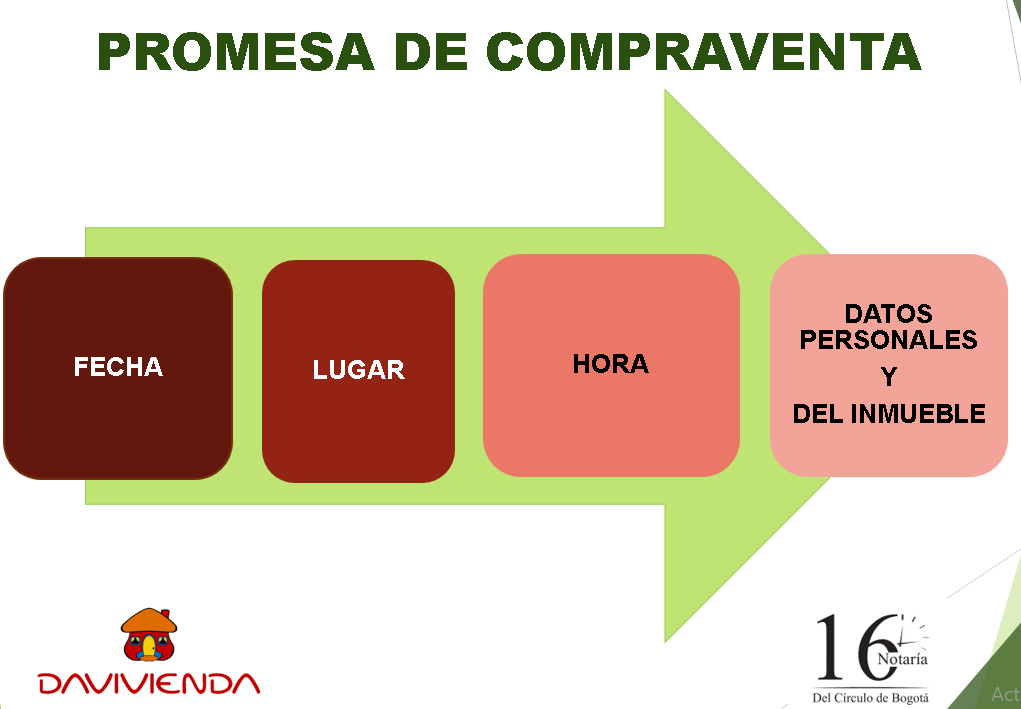 PROMESA DE COMPRAVENTA
FECHA
LUGAR
HORA
DATOS
PERSONALES
Y
DEL INMUEBLE
DAVIVIENDA
16
Notaría
Del Círculo de Bogotá
Act